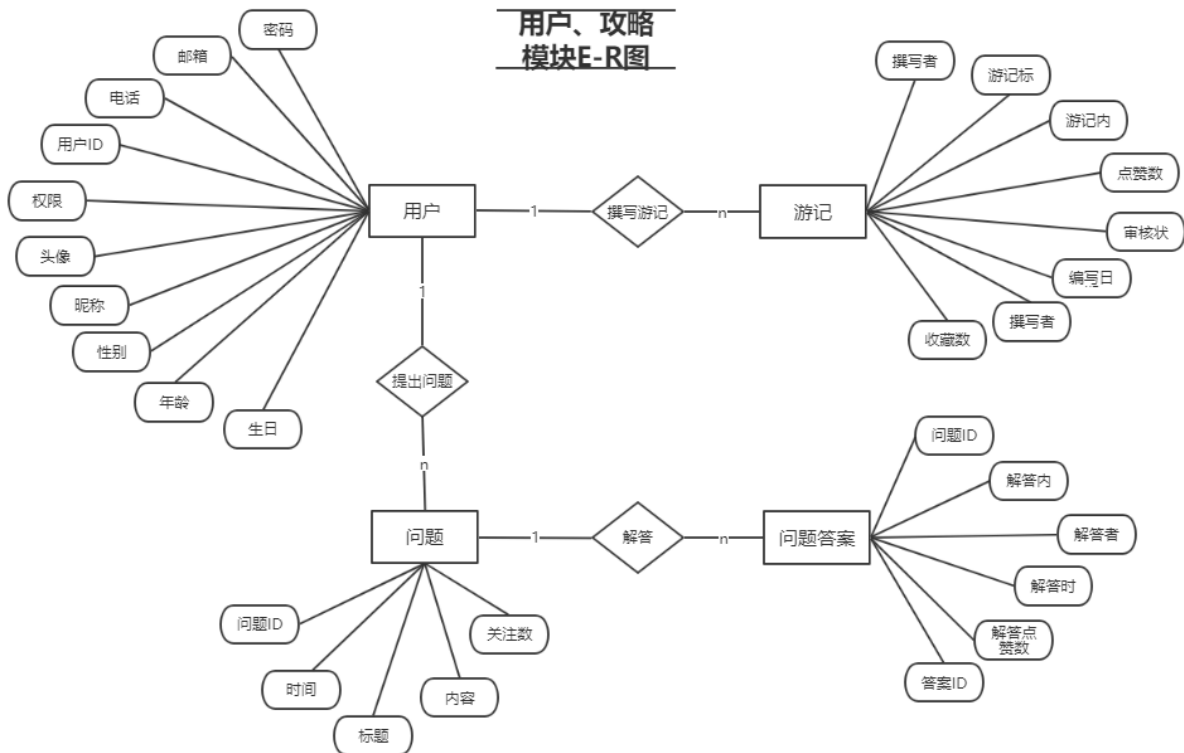 用户、攻略
模块E-R图
密码
邮箱
电话
用户ID
权限
头像
昵称
性别
年龄
生日
用户
1
撰写游记
n
游记
撰写者
游记标
游记内
点赞数
审核状
编写日
撰写者
收藏数
1
提出问题
n
问题
1
解答
n
问题答案
问题ID
时间
标题
内容
关注数
问题ID
解答内
解答者
解答时
解答点
赞数
答案ID